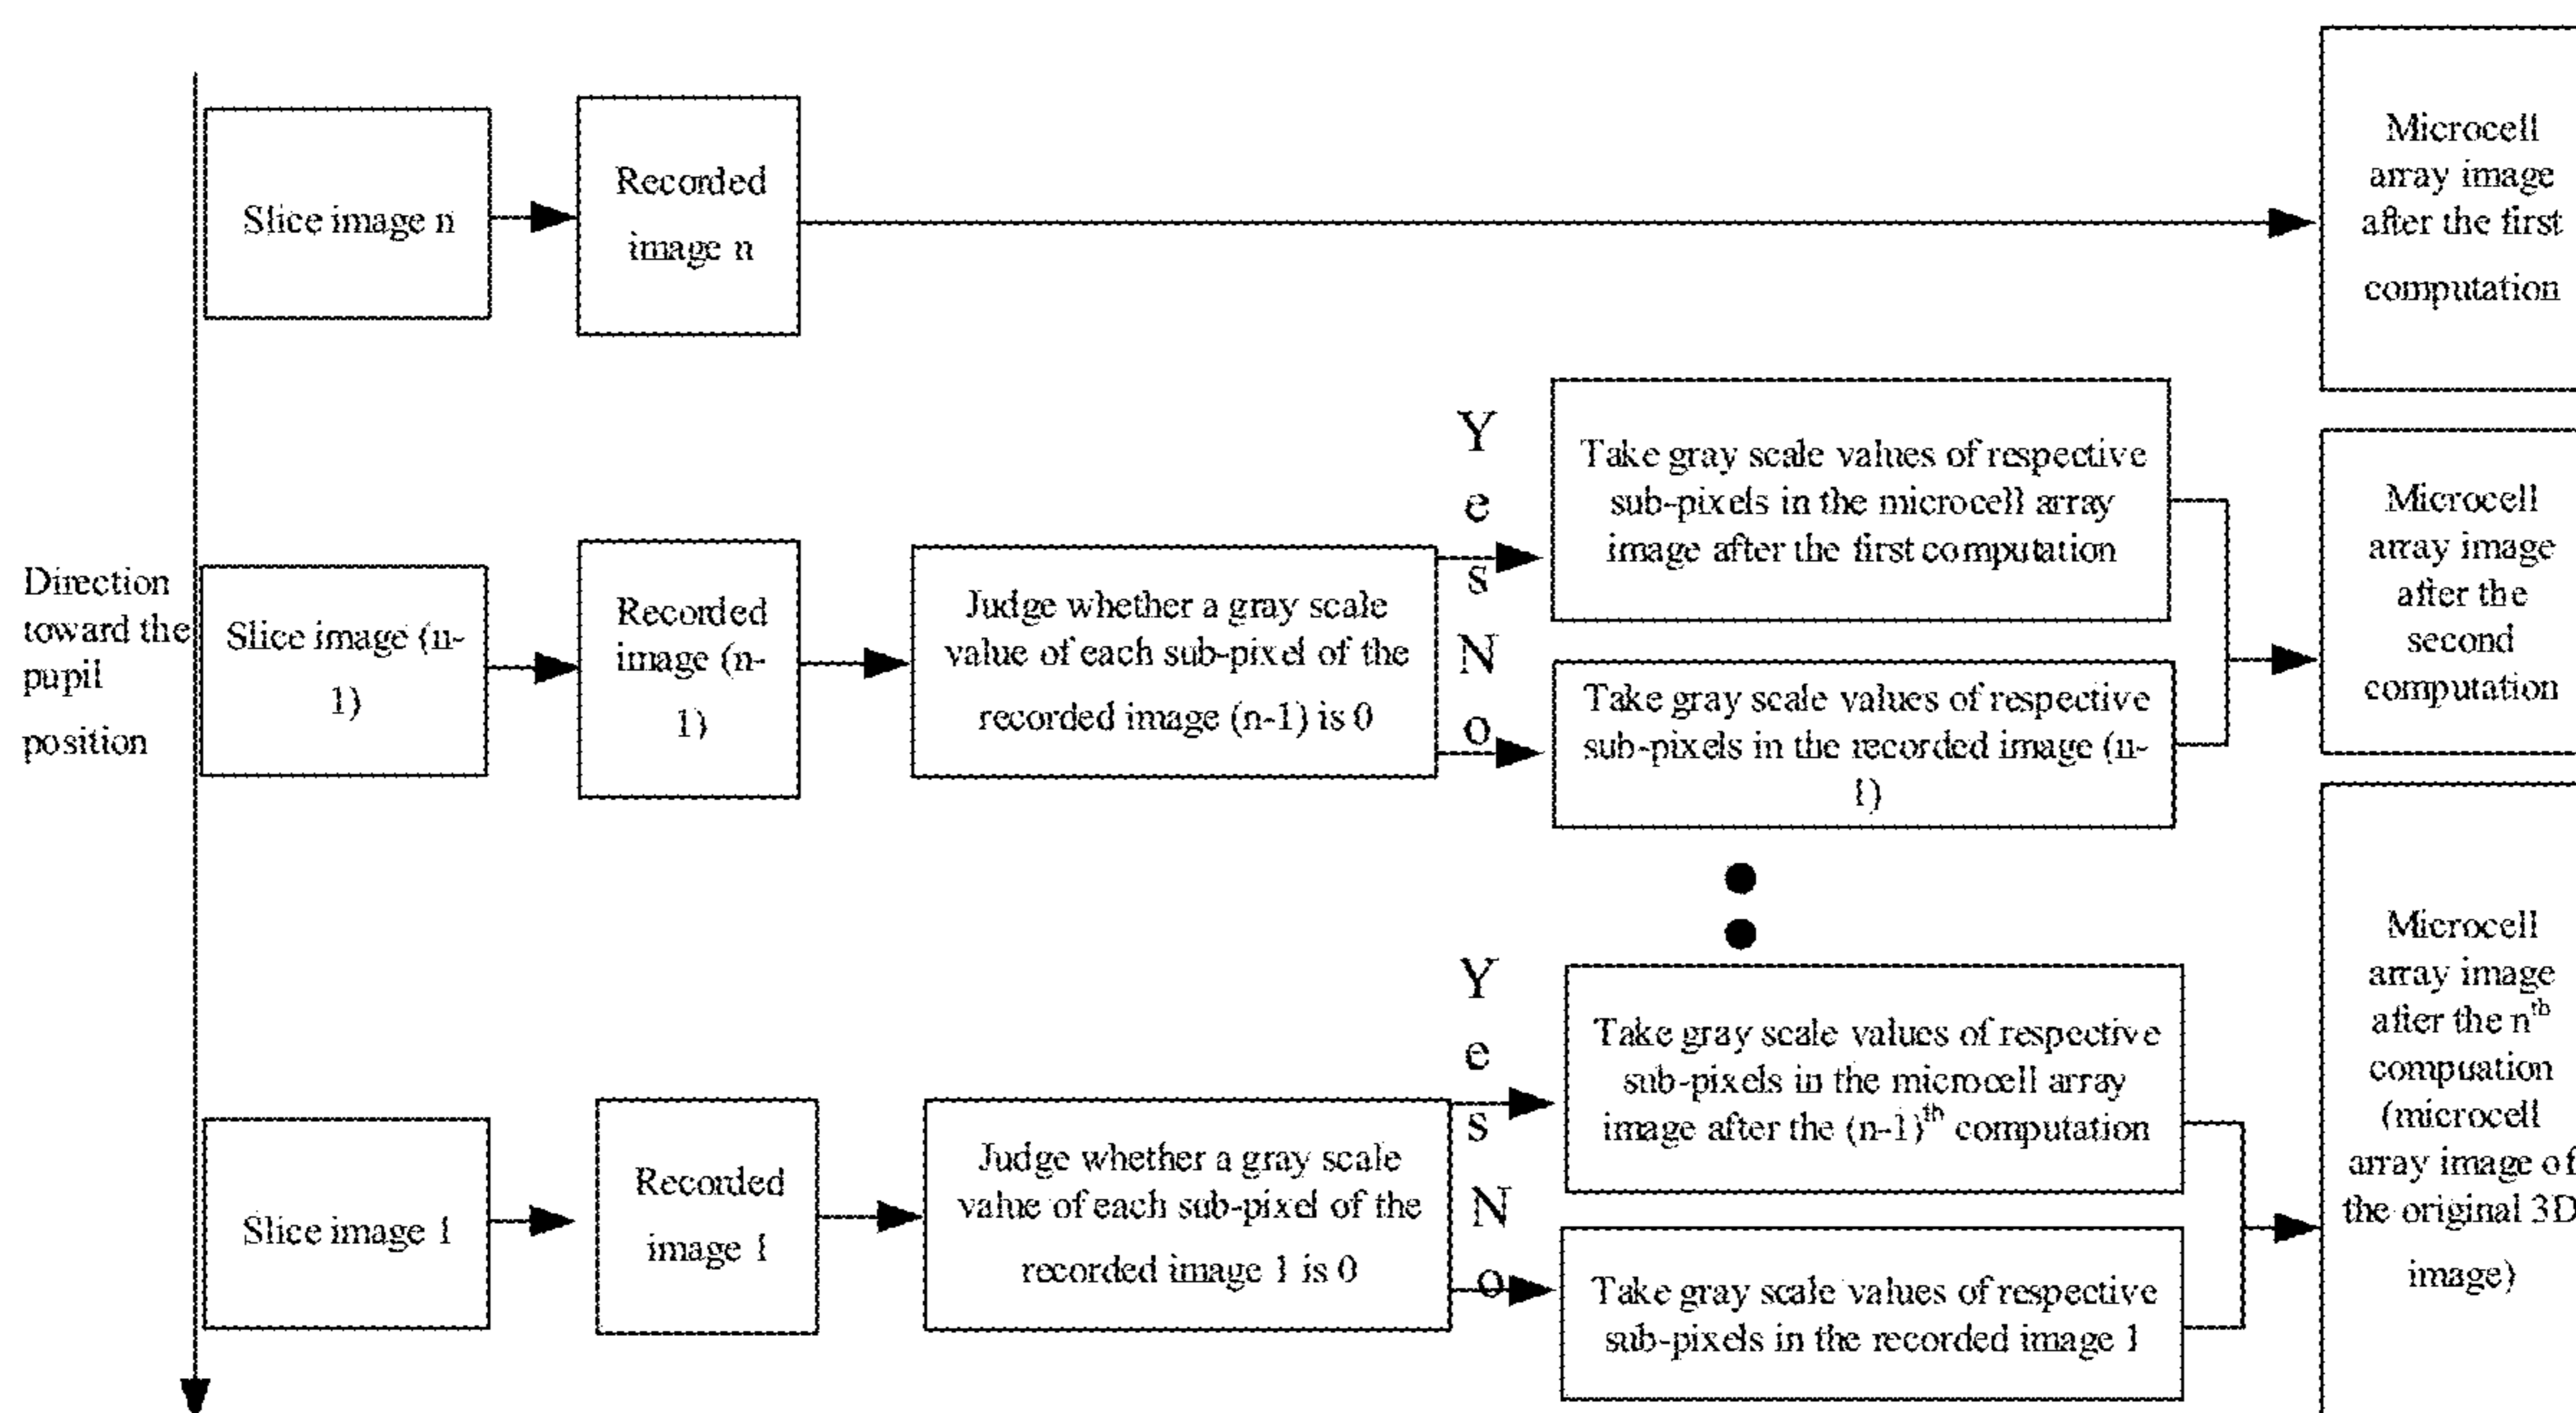 Direction
toward the
pupil
position
Slice image n
Recorded
image n
Microcell
array image
after the first
computation
Slice image (n-
1)
Recorded
image (n-
1)
Judge whether a gray scale
value of each sub-pixel of the
recorded image (n-1) is 0
Y
e
s
N
o
Take gray scale values of respective
sub-pixels in the microcell array
image after the first computation
Take gray scale values of respective
sub-pixels in the recorded image (n-
1)
Microcell
array image
after the
second
computation
Slice image 1
Recorded
image 1
Judge whether a gray scale
value of each sub-pixel of the
recorded image 1 is 0
Y
e
s
N
o
Take gray scale values of respective
sub-pixels in the microcell array
image after the (n-1)th computation
Take gray scale values of respective
sub-pixels in the recorded image 1
Microcell
array image
after the nth
compuation
(microcell
array image of
the original 3D
image)